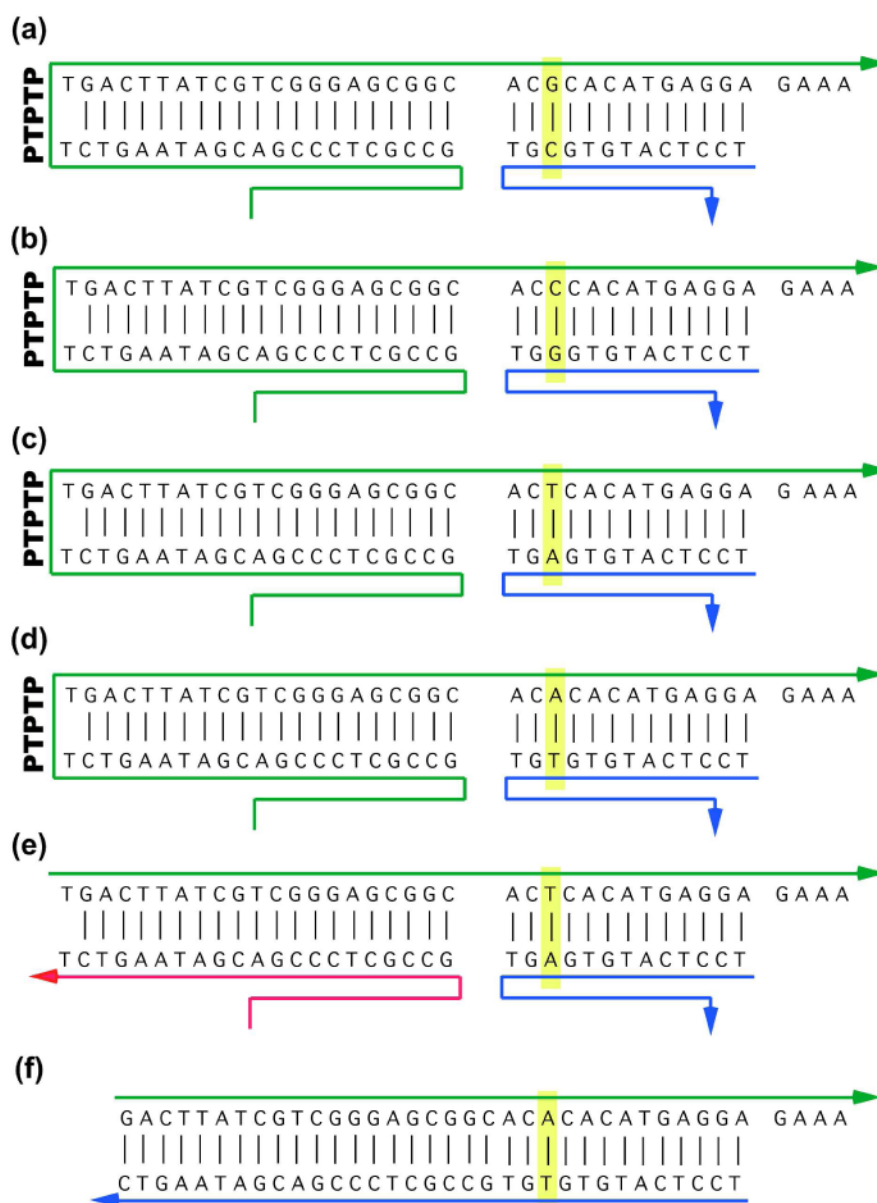 (a)
PTPTP
TGACTTATCGTCGGGAGCGGC ACGCACATGAGGA GAAA
TCTGAATAGCAGCCCTCGCCG TGCGTGTACTCCT
(b)
PTPTP
TGACTTATCGTCGGGAGCGGC ACCCACATGAGGA GAAA
TCTGAATAGCAGCCCTCGCCG TGGGTGTACTCCT
(c)
PTPTP
TGACTTATCGTCGGGAGCGGC ACTCACATGAGGA GAAA
TCTGAATAGCAGCCCTCGCCG TGAGTGTACTCCT
(d)
PTPTP
TGACTTATCGTCGGGAGCGGC ACACACATGAGGA GAAA
TCTGAATAGCAGCCCTCGCCG TGTGTGTACTCCT
(e)
TGACTTATCGTCGGGAGCGGC ACTCACATGAGGA GAAA
TCTGAATAGCAGCCCTCGCCG TGAGTGTACTCCT
(f)
GACTTATCGTCGGGAGCGGCACACACATGAGGA GAAA
CTGAATAGCAGCCCTCGCCGTGTGTGTACTCCT